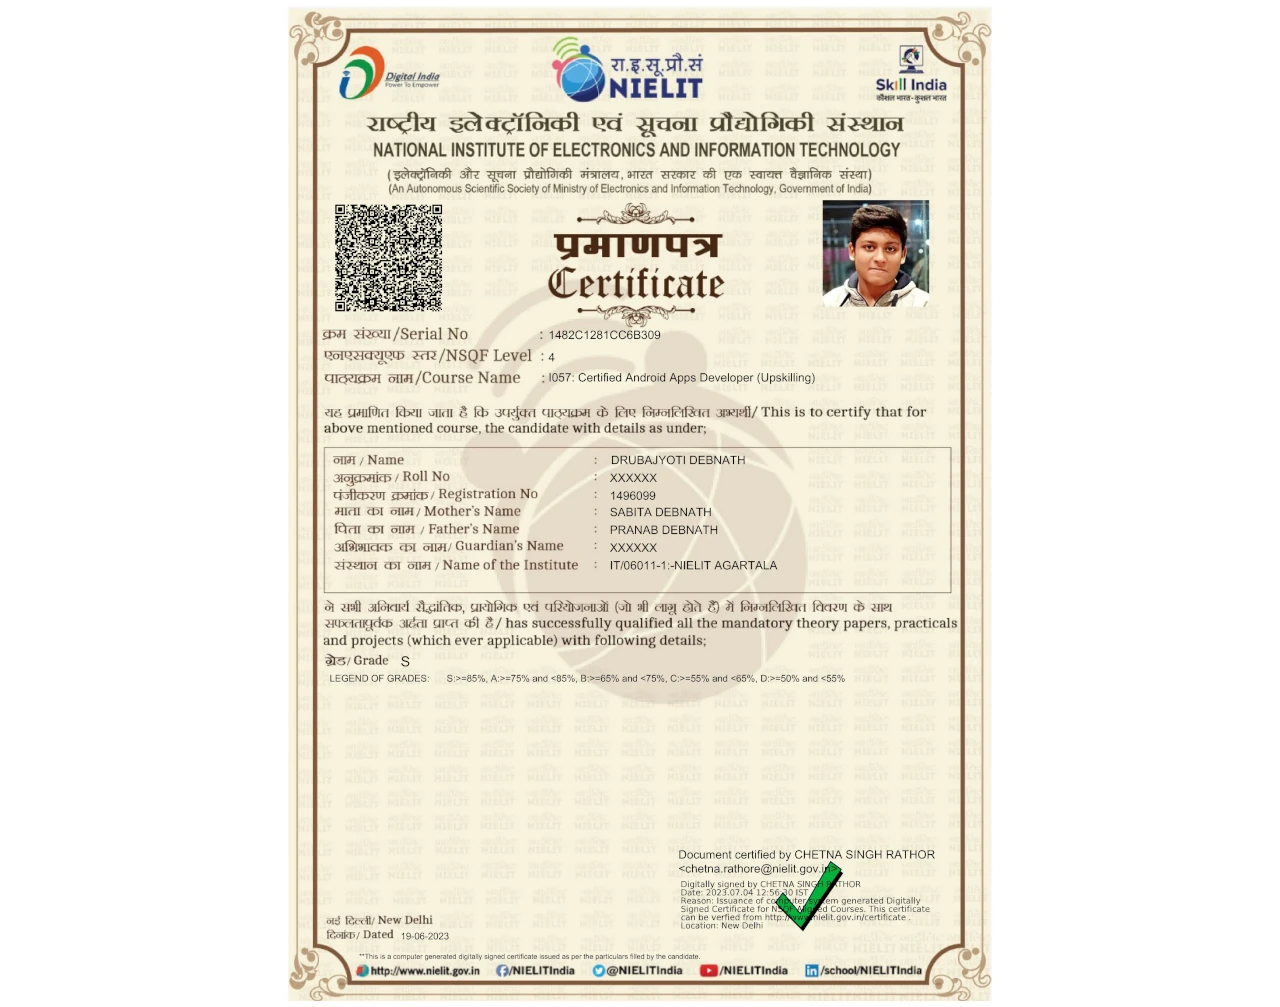 Digital India
Power To Empower
रा.इ.सू.प्रौ.सं
NIELIT
Skill India
कौशल भारत-कुशल भारत
राष्ट्रीय इलेक्ट्रॉनिकी एवं सूचना प्रौद्योगिकी संस्थान
NATIONAL INSTITUTE OF ELECTRONICS AND INFORMATION TECHNOLOGY
(इलेक्ट्रॉनिकी और सूचना प्रौद्योगिकी मंत्रालय, भारत सरकार की एक स्वायत्त वैज्ञानिक संस्था)
(An Autonomous Scientific Society of Ministry of Electronics and Information Technology, Government of India)
प्रमाणपत्र
Certificate
क्रम संख्या/Serial No : 1482C1281CC6B309
एनएसक्यूएफ स्तर/NSQF Level : 4
पाठ्यक्रम नाम/Course Name : I057: Certified Android Apps Developer (Upskilling)
यह प्रमाणित किया जाता है कि उपर्युक्त पाठ्यक्रम के लिए निम्नलिखित अभ्यर्थी/ This is to certify that for
above mentioned course, the candidate with details as under;
नाम / Name : DRUBAJYOTI DEBNATH
अनुक्रमांक / Roll No : XXXXXX
पंजीकरण क्रमांक/ Registration No : 1496099
माता का नाम / Mother's Name : SABITA DEBNATH
पिता का नाम / Father's Name : PRANAB DEBNATH
अभिभावक का नाम/ Guardian's Name : XXXXXX
संस्थान का नाम / Name of the Institute : IT/06011-1:-NIELIT AGARTALA
ने सभी अनिवार्य सैद्धांतिक, प्रायोगिक एवं परियोजनाओं (जो भी लागू होते हैं) में निम्नलिखित विवरण के साथ
सफलतापूर्वक अर्हता प्राप्त की है/ has successfully qualified all the mandatory theory papers, practicals
and projects (which ever applicable) with following details;
ग्रेड/ Grade S
LEGEND OF GRADES: S:>=85%, A:>=75% and <85%, B:>=65% and <75%, C:>=55% and <65%, D:>=50% and <55%
Document certified by CHETNA SINGH RATHOR
<chetna.rathore@nielit.gov.in>
Digitally signed by CHETNA SINGH RATHOR
Date: 2023.07.04 12:56:30 IST
Reason: Issuance of computer system generated Digitally
Signed Certificate for NSQF Aligned Courses. This certificate
can be verfied from http://www.nielit.gov.in/certificate .
Location: New Delhi
नई दिल्ली/ New Delhi
दिनांक/ Dated 19-06-2023
**This is a computer generated digitally signed certificate issued as per the particulars filled by the candidate.
http://www.nielit.gov.in /NIELITIndia @NIELITIndia /NIELITIndia /school/NIELITIndia